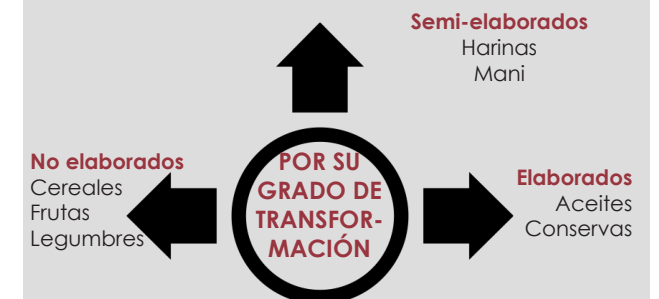 Semi-elaborados
Harinas
Mani
No elaborados
Cereales
Frutas
Legumbres
POR SU
GRADO DE
TRANSFOR-
MACIÓN
Elaborados
Aceites
Conservas